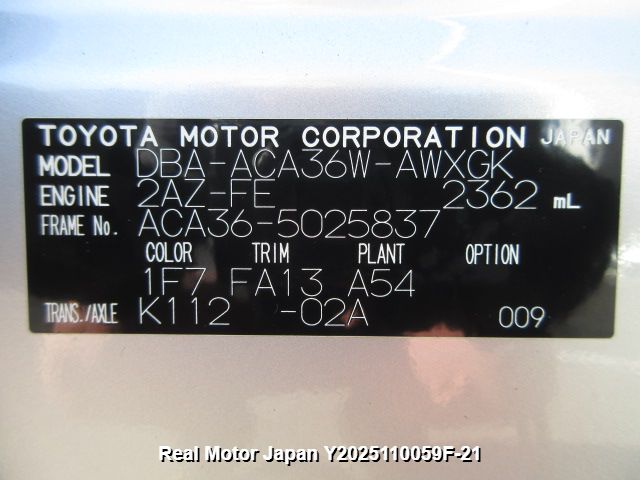 TOYOTA MOTOR CORPORATION JAPAN
MODEL DBA-ACA36W-AWXGK
ENGINE 2AZ-FE 2362 mL
FRAME No. ACA36-5025837
COLOR TRIM PLANT OPTION
1F7 FA13 A54
TRANS./AXLE K112 -02A 009
Real Motor Japan Y2025110059F-21